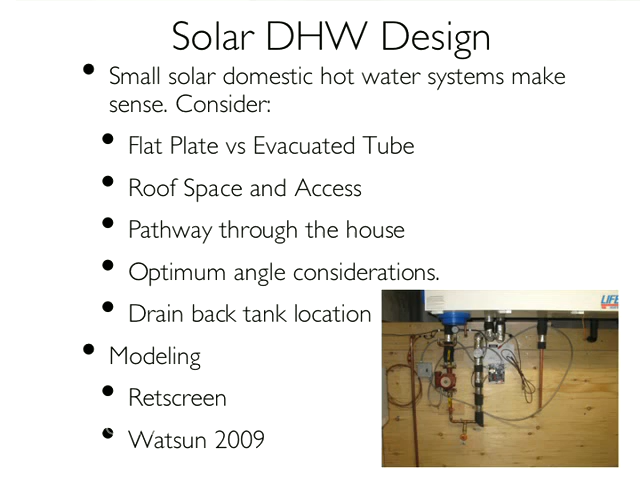 Solar DHW Design
• Small solar domestic hot water systems make
sense. Consider:
• Flat Plate vs Evacuated Tube
• Roof Space and Access
• Pathway through the house
• Optimum angle considerations.
• Drain back tank location
• Modeling
• Retscreen
• Watsun 2009
LIFE